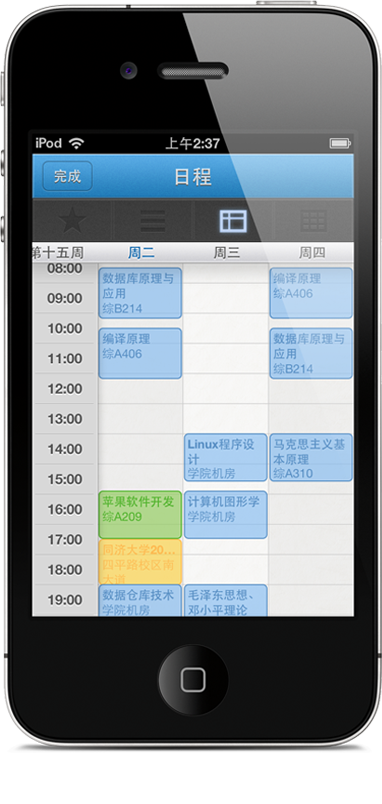 iPod
上午2:37
完成
日程
第十五周
周二
周三
周四
08:00
09:00
10:00
11:00
12:00
13:00
14:00
15:00
16:00
17:00
18:00
19:00
数据库原理与
应用
综B214
编译原理
综A406
苹果软件开发
综A209
同济大学20...
四平路校区南
大道
数据仓库技术
学院机房
Linux程序设
计
学院机房
计算机图形学
学院机房
毛泽东思想、
邓小平理论
编译原理
综A406
数据库原理与
应用
综B214
马克思主义基
本原理
综A310